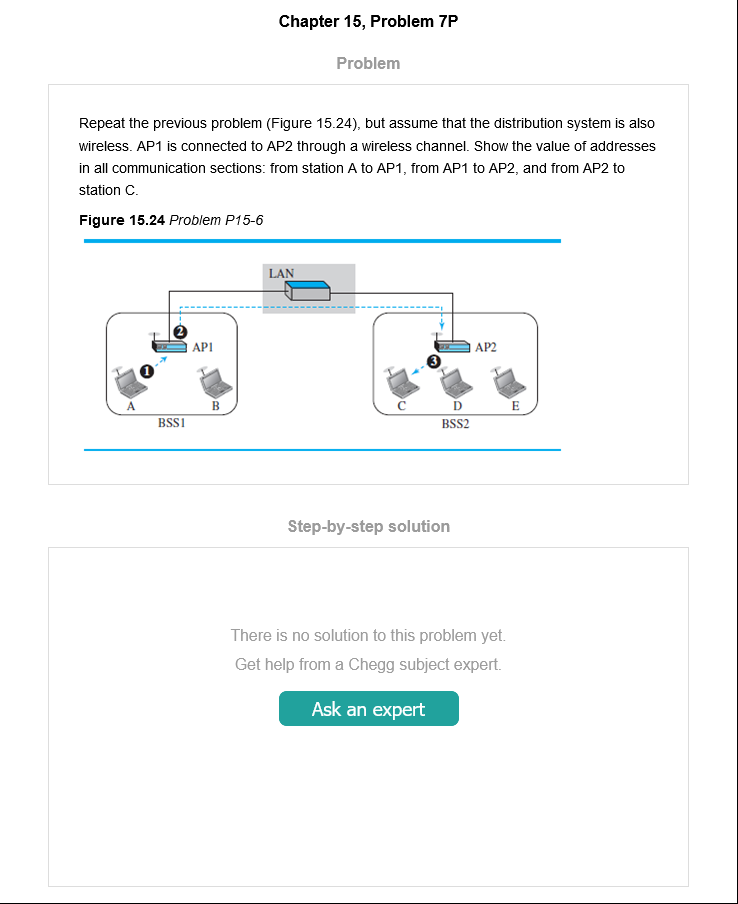 Chapter 15, Problem 7P
Problem
Repeat the previous problem (Figure 15.24), but assume that the distribution system is also
wireless. AP1 is connected to AP2 through a wireless channel. Show the value of addresses
in all communication sections: from station A to AP1, from AP1 to AP2, and from AP2 to
station C.
Figure 15.24 Problem P15-6
LAN
2
AP1
1
A
B
BSS1
AP2
3
C
D
E
BSS2
Step-by-step solution
There is no solution to this problem yet.
Get help from a Chegg subject expert.
Ask an expert